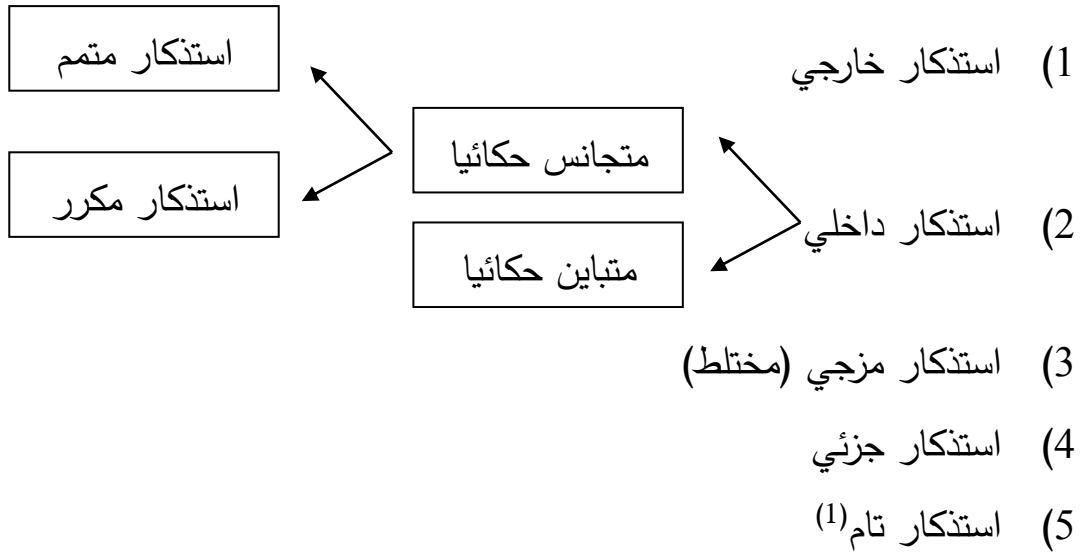 1) استذكار خارجي
استذكار متمم
متجانس حكائيا
استذكار مكرر
2) استذكار داخلي
متباين حكائيا
3) استذكار مزجي (مختلط)
4) استذكار جزئي
5) استذكار تام(1)